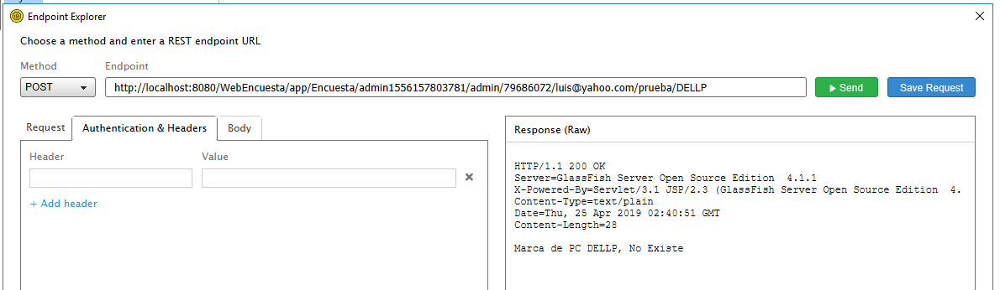 Endpoint Explorer
Choose a method and enter a REST endpoint URL
Method Endpoint
POST http://localhost:8080/WebEncuesta/app/Encuesta/admin1556157803781/admin/79686072/luis@yahoo.com/prueba/DELLP Send Save Request
Request Authentication & Headers Body
Header Value
+ Add header
Response (Raw)
HTTP/1.1 200 OK
Server=GlassFish Server Open Source Edition 4.1.1
X-Powered-By=Servlet/3.1 JSP/2.3 (GlassFish Server Open Source Edition 4.
Content-Type=text/plain
Date=Thu, 25 Apr 2019 02:40:51 GMT
Content-Length=28
Marca de PC DELLP, No Existe